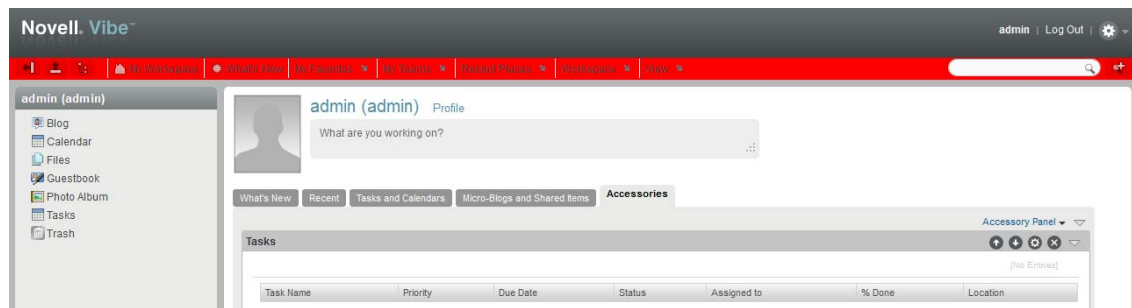 Novell. Vibe™
admin | Log Out |
My Workspace What's New My Favorites My Teams Recent Places Workspace View
admin (admin)
Blog
Calendar
Files
Guestbook
Photo Album
Tasks
Trash
admin (admin) Profile
What are you working on?
What's New Recent Tasks and Calendars Micro-Blogs and Shared Items Accessories
Accessory Panel
Tasks
[No Entries]
Task Name Priority Due Date Status Assigned to % Done Location